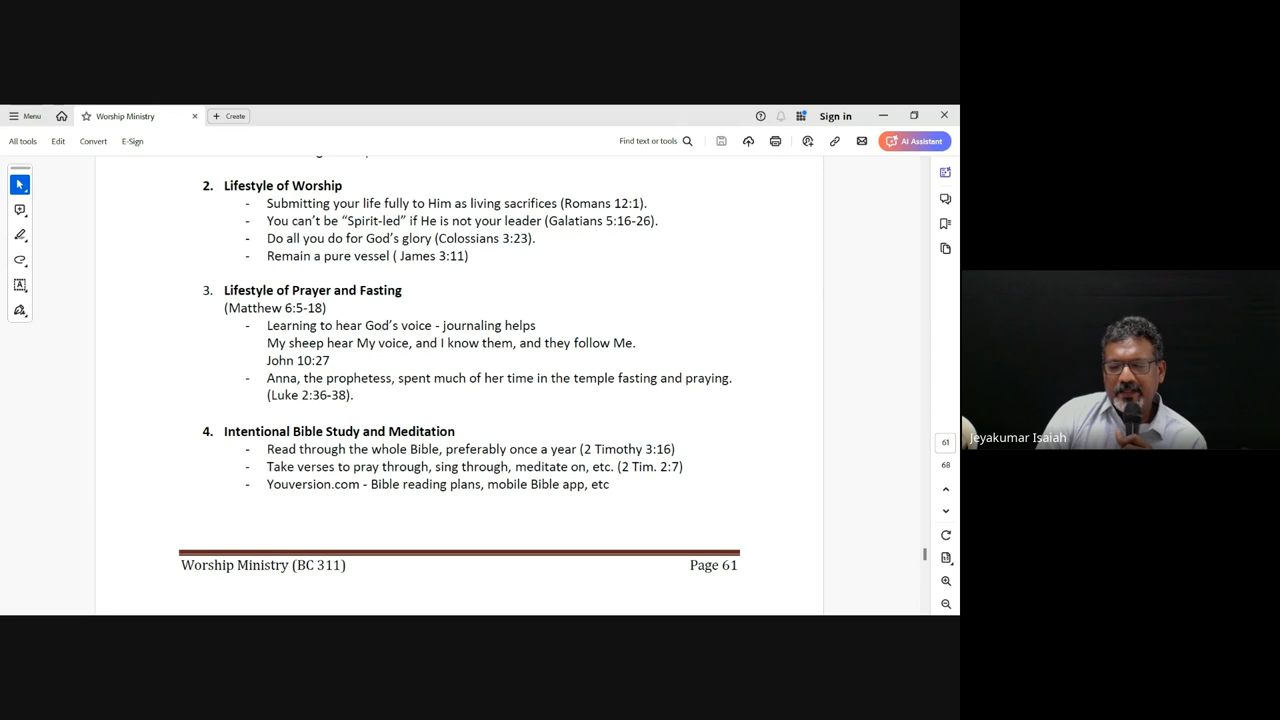 Menu
Worship Ministry
Create
Sign in
All tools
Edit
Convert
E-Sign
Find text or tools
AI Assistant
2. Lifestyle of Worship
- Submitting your life fully to Him as living sacrifices (Romans 12:1).
- You can't be “Spirit-led” if He is not your leader (Galatians 5:16-26).
- Do all you do for God's glory (Colossians 3:23).
- Remain a pure vessel ( James 3:11)
3. Lifestyle of Prayer and Fasting
(Matthew 6:5-18)
- Learning to hear God's voice - journaling helps
My sheep hear My voice, and I know them, and they follow Me.
John 10:27
- Anna, the prophetess, spent much of her time in the temple fasting and praying.
(Luke 2:36-38).
4. Intentional Bible Study and Meditation
- Read through the whole Bible, preferably once a year (2 Timothy 3:16)
- Take verses to pray through, sing through, meditate on, etc. (2 Tim. 2:7)
- Youversion.com - Bible reading plans, mobile Bible app, etc
Worship Ministry (BC 311) Page 61
61
68
Jeyakumar Isaiah